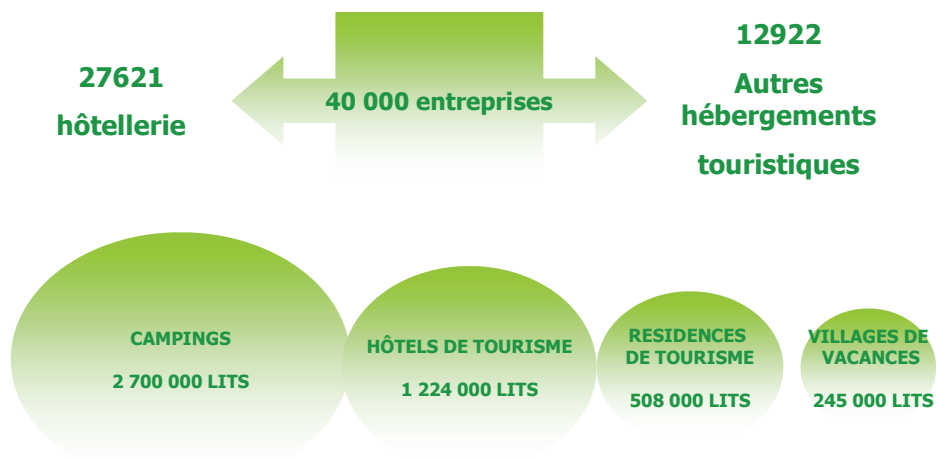 27621
hôtellerie
40 000 entreprises
12922
Autres
hébergements
touristiques
CAMPINGS
2 700 000 LITS
HÔTELS DE TOURISME
1 224 000 LITS
RESIDENCES
DE TOURISME
508 000 LITS
VILLAGES DE
VACANCES
245 000 LITS